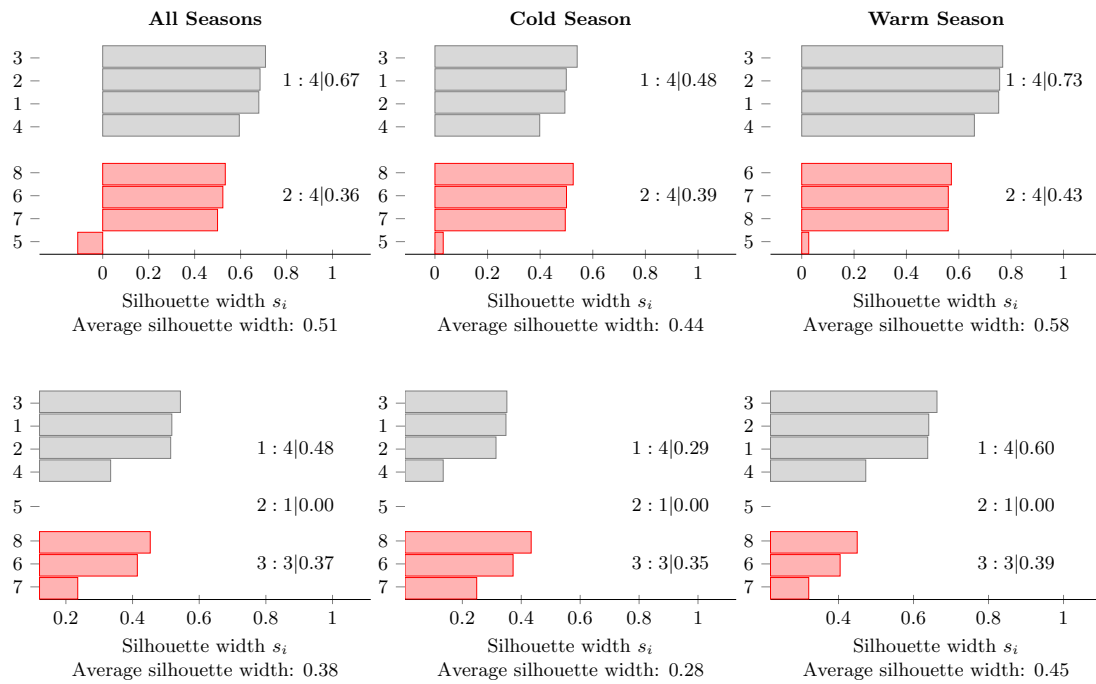 All Seasons
3
2
1
4
8
6
7
5
1 : 4|0.67
2 : 4|0.36
0 0.2 0.4 0.6 0.8 1
Silhouette width s_i
Average silhouette width: 0.51
Cold Season
3
1
2
4
8
6
7
5
1 : 4|0.48
2 : 4|0.39
0 0.2 0.4 0.6 0.8 1
Silhouette width s_i
Average silhouette width: 0.44
Warm Season
3
2
1
4
6
7
8
5
1 : 4|0.73
2 : 4|0.43
0 0.2 0.4 0.6 0.8 1
Silhouette width s_i
Average silhouette width: 0.58
3
1
2
4
5
8
6
7
1 : 4|0.48
2 : 1|0.00
3 : 3|0.37
0.2 0.4 0.6 0.8 1
Silhouette width s_i
Average silhouette width: 0.38
3
1
2
4
5
8
6
7
1 : 4|0.29
2 : 1|0.00
3 : 3|0.35
0.2 0.4 0.6 0.8 1
Silhouette width s_i
Average silhouette width: 0.28
3
2
1
4
5
8
6
7
1 : 4|0.60
2 : 1|0.00
3 : 3|0.39
0.4 0.6 0.8 1
Silhouette width s_i
Average silhouette width: 0.45